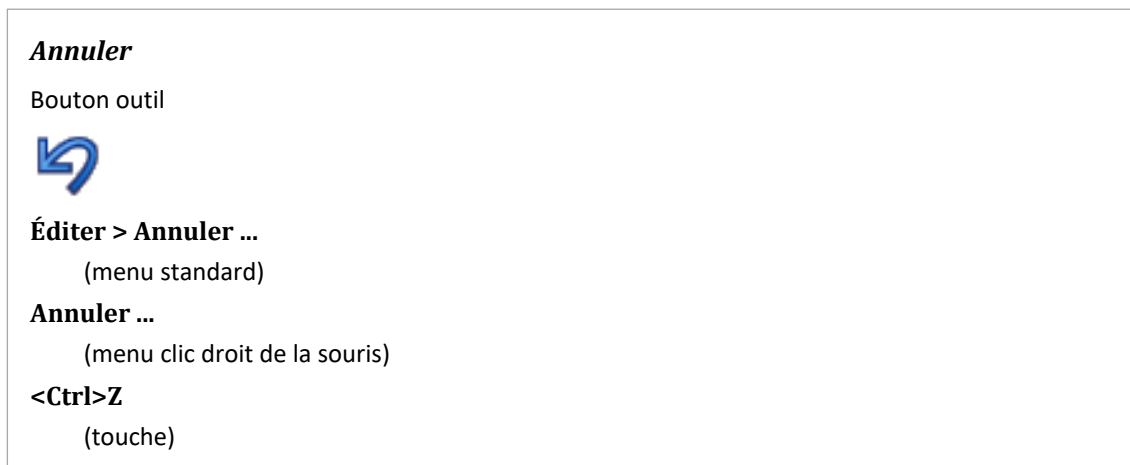 Annuler
Bouton outil
Éditer > Annuler ...
(menu standard)
Annuler ...
(menu clic droit de la souris)
<Ctrl>Z
(touche)